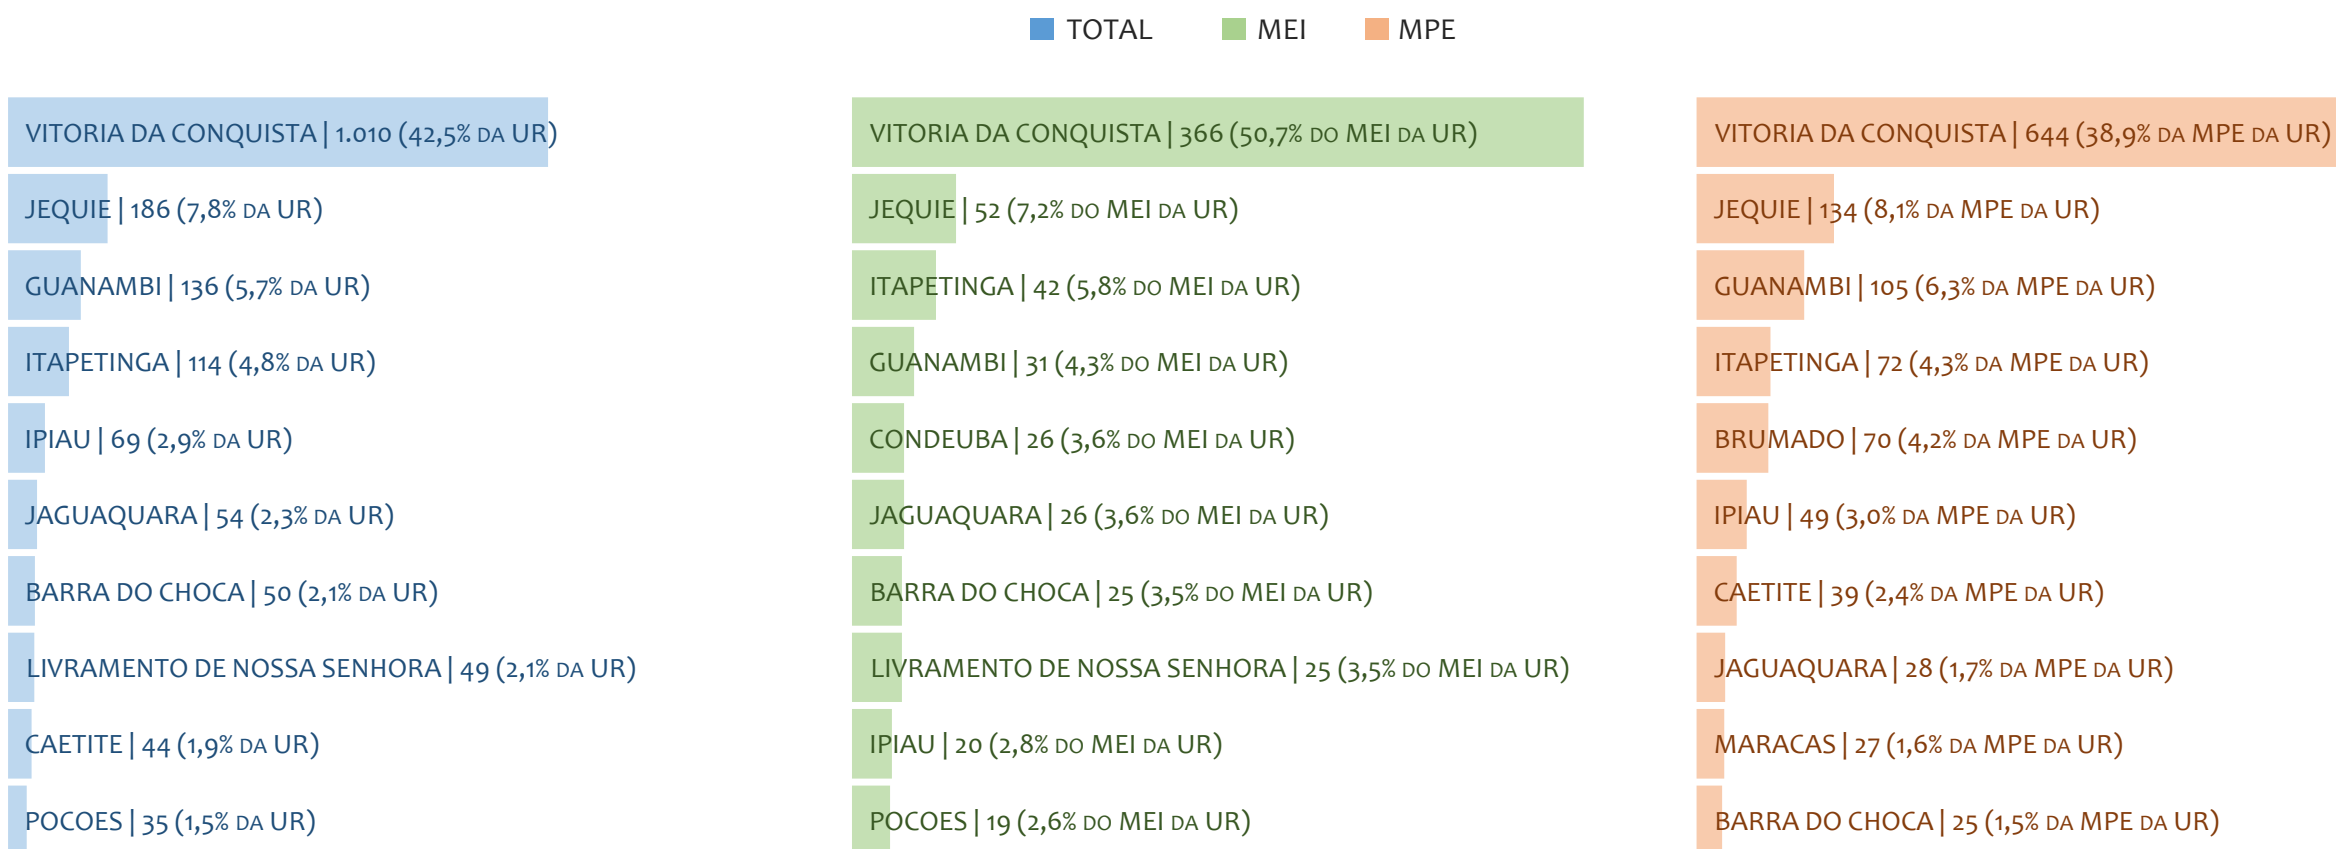 TOTAL MEI MPE
VITORIA DA CONQUISTA | 1.010 (42,5% DA UR)
JEQUIE | 186 (7,8% DA UR)
GUANAMBI | 136 (5,7% DA UR)
ITAPETINGA | 114 (4,8% DA UR)
IPIAU | 69 (2,9% DA UR)
JAGUAQUARA | 54 (2,3% DA UR)
BARRA DO CHOCA | 50 (2,1% DA UR)
LIVRAMENTO DE NOSSA SENHORA | 49 (2,1% DA UR)
CAETITE | 44 (1,9% DA UR)
POCOES | 35 (1,5% DA UR)
VITORIA DA CONQUISTA | 366 (50,7% DO MEI DA UR)
JEQUIE | 52 (7,2% DO MEI DA UR)
ITAPETINGA | 42 (5,8% DO MEI DA UR)
GUANAMBI | 31 (4,3% DO MEI DA UR)
CONDEUBA | 26 (3,6% DO MEI DA UR)
JAGUAQUARA | 26 (3,6% DO MEI DA UR)
BARRA DO CHOCA | 25 (3,5% DO MEI DA UR)
LIVRAMENTO DE NOSSA SENHORA | 25 (3,5% DO MEI DA UR)
IPIAU | 20 (2,8% DO MEI DA UR)
POCOES | 19 (2,6% DO MEI DA UR)
VITORIA DA CONQUISTA | 644 (38,9% DA MPE DA UR)
JEQUIE | 134 (8,1% DA MPE DA UR)
GUANAMBI | 105 (6,3% DA MPE DA UR)
ITAPETINGA | 72 (4,3% DA MPE DA UR)
BRUMADO | 70 (4,2% DA MPE DA UR)
IPIAU | 49 (3,0% DA MPE DA UR)
CAETITE | 39 (2,4% DA MPE DA UR)
JAGUAQUARA | 28 (1,7% DA MPE DA UR)
MARACAS | 27 (1,6% DA MPE DA UR)
BARRA DO CHOCA | 25 (1,5% DA MPE DA UR)